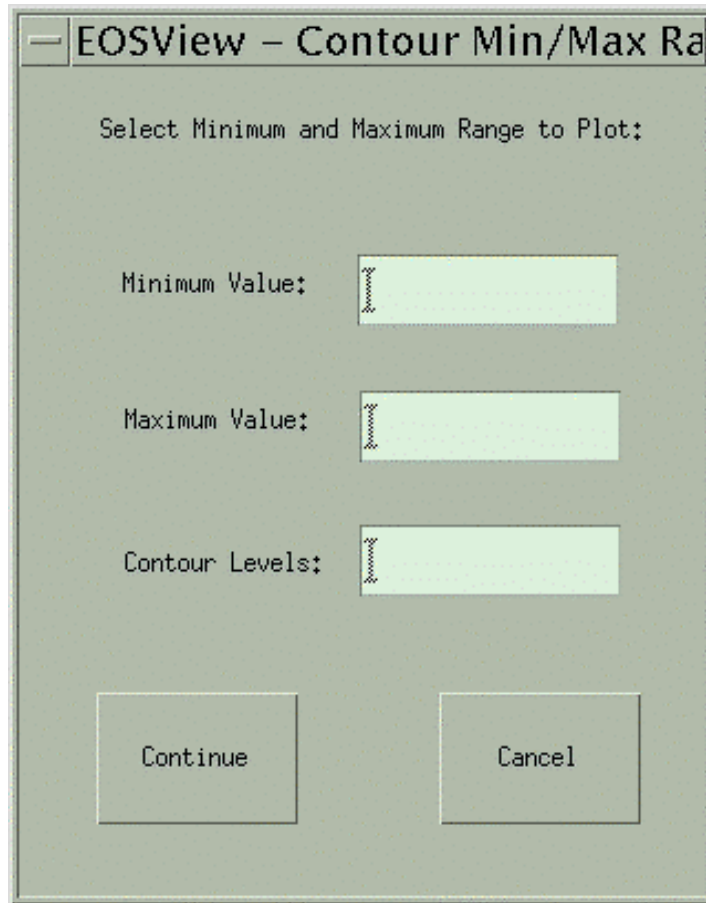 EOSView – Contour Min/Max Ra
Select Minimum and Maximum Range to Plot:
Minimum Value:
Maximum Value:
Contour Levels:
Continue
Cancel